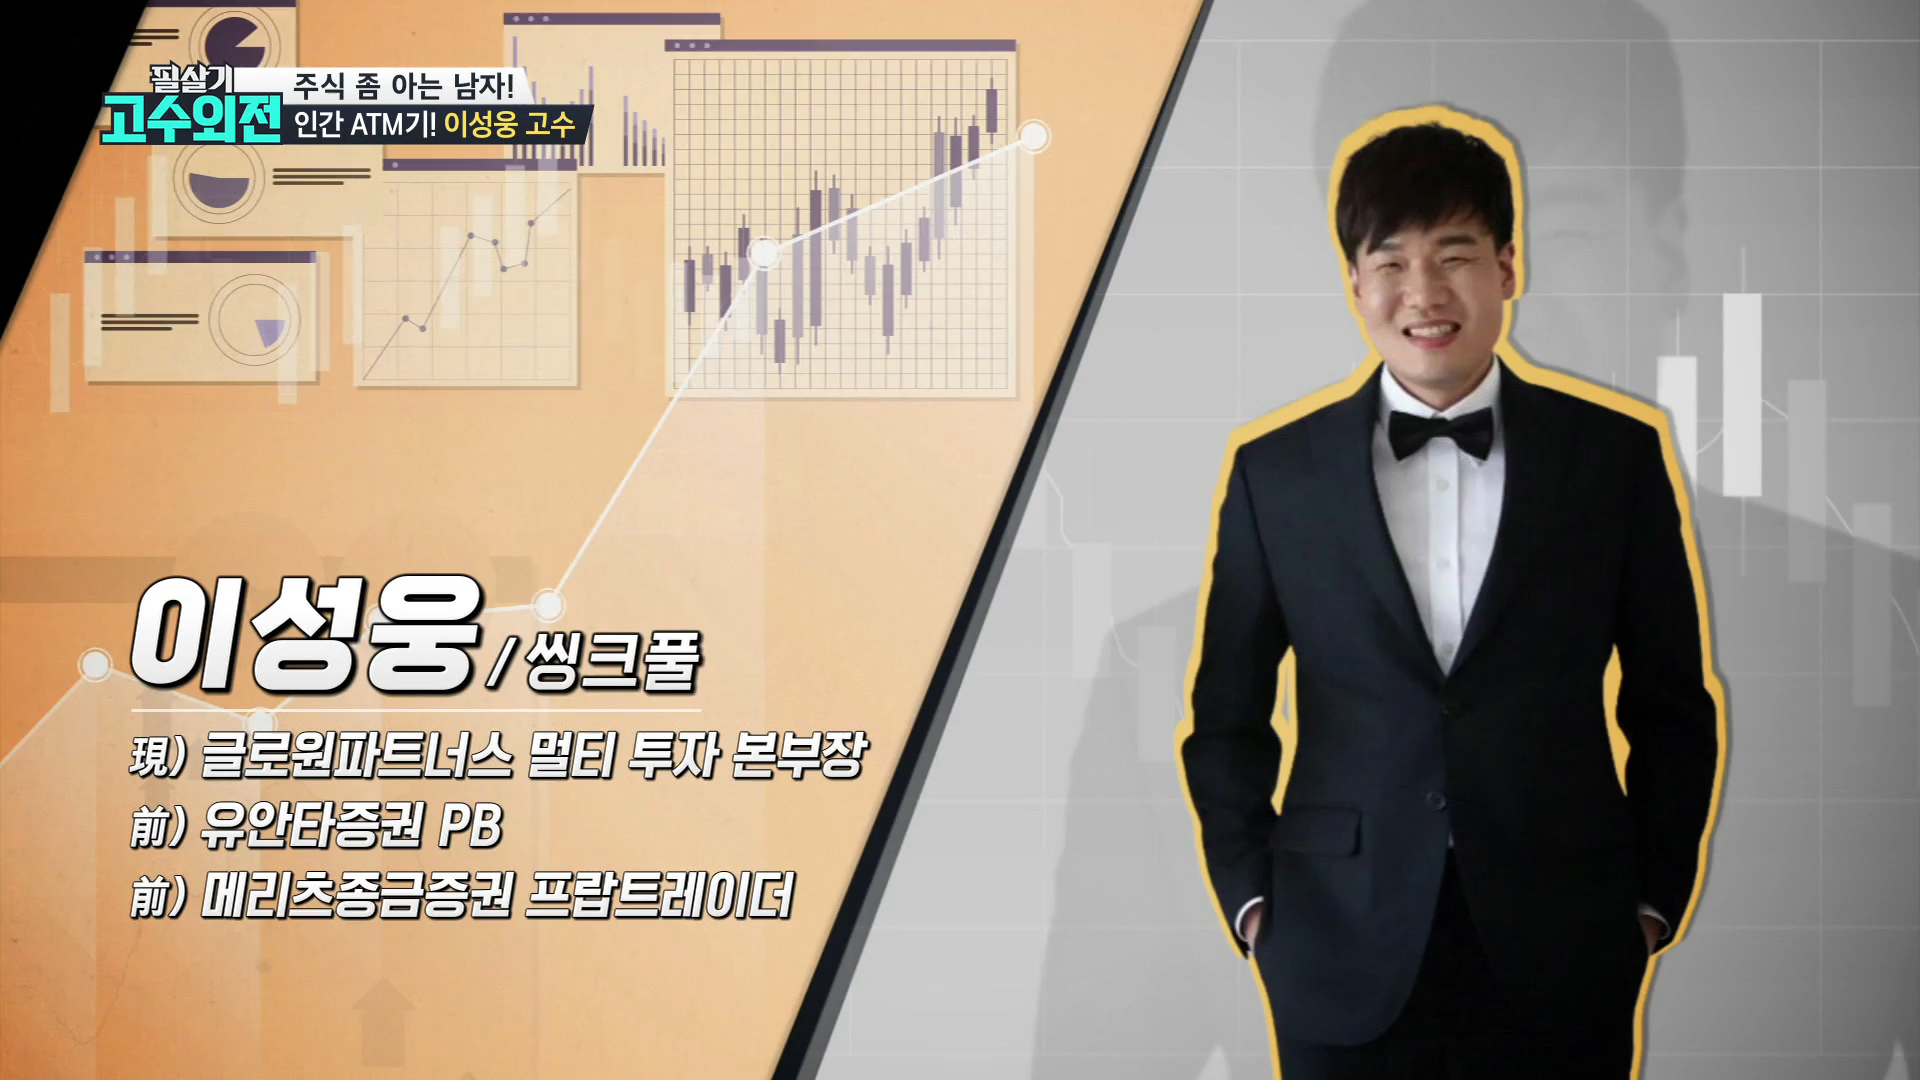 필살기
고수외전
주식 좀 아는 남자!
인간 ATM기! 이성웅 고수
이성웅 / 씽크풀
現) 글로원파트너스 멀티 투자 본부장
前) 유안타증권 PB
前) 메리츠종금증권 프랍트레이더